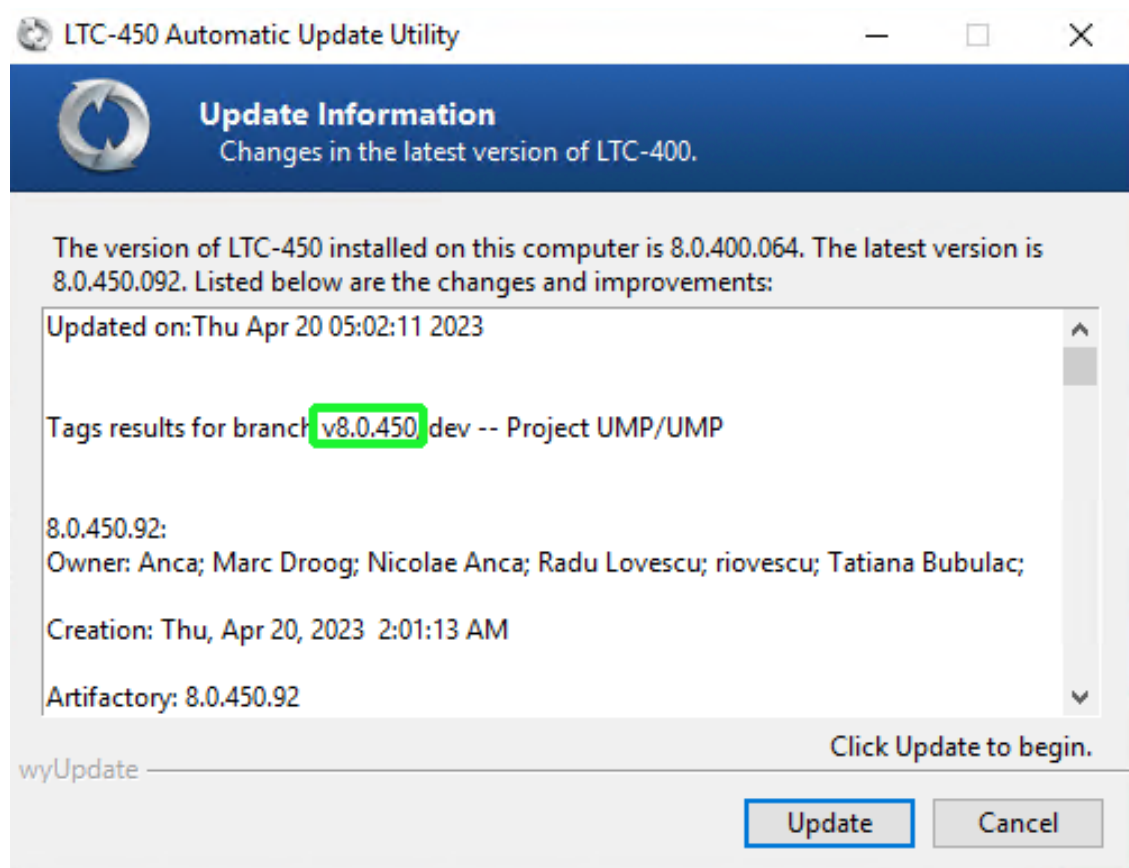 LTC-450 Automatic Update Utility
Update Information
Changes in the latest version of LTC-400.
The version of LTC-450 installed on this computer is 8.0.400.064. The latest version is
8.0.450.092. Listed below are the changes and improvements:
Updated on:Thu Apr 20 05:02:11 2023
Tags results for branch v8.0.450, dev -- Project UMP/UMP
8.0.450.92:
Owner: Anca; Marc Droog; Nicolae Anca; Radu Lovescu; riovescu; Tatiana Bubulac;
Creation: Thu, Apr 20, 2023  2:01:13 AM
Artifactory: 8.0.450.92
Click Update to begin.
wyUpdate
Update
Cancel